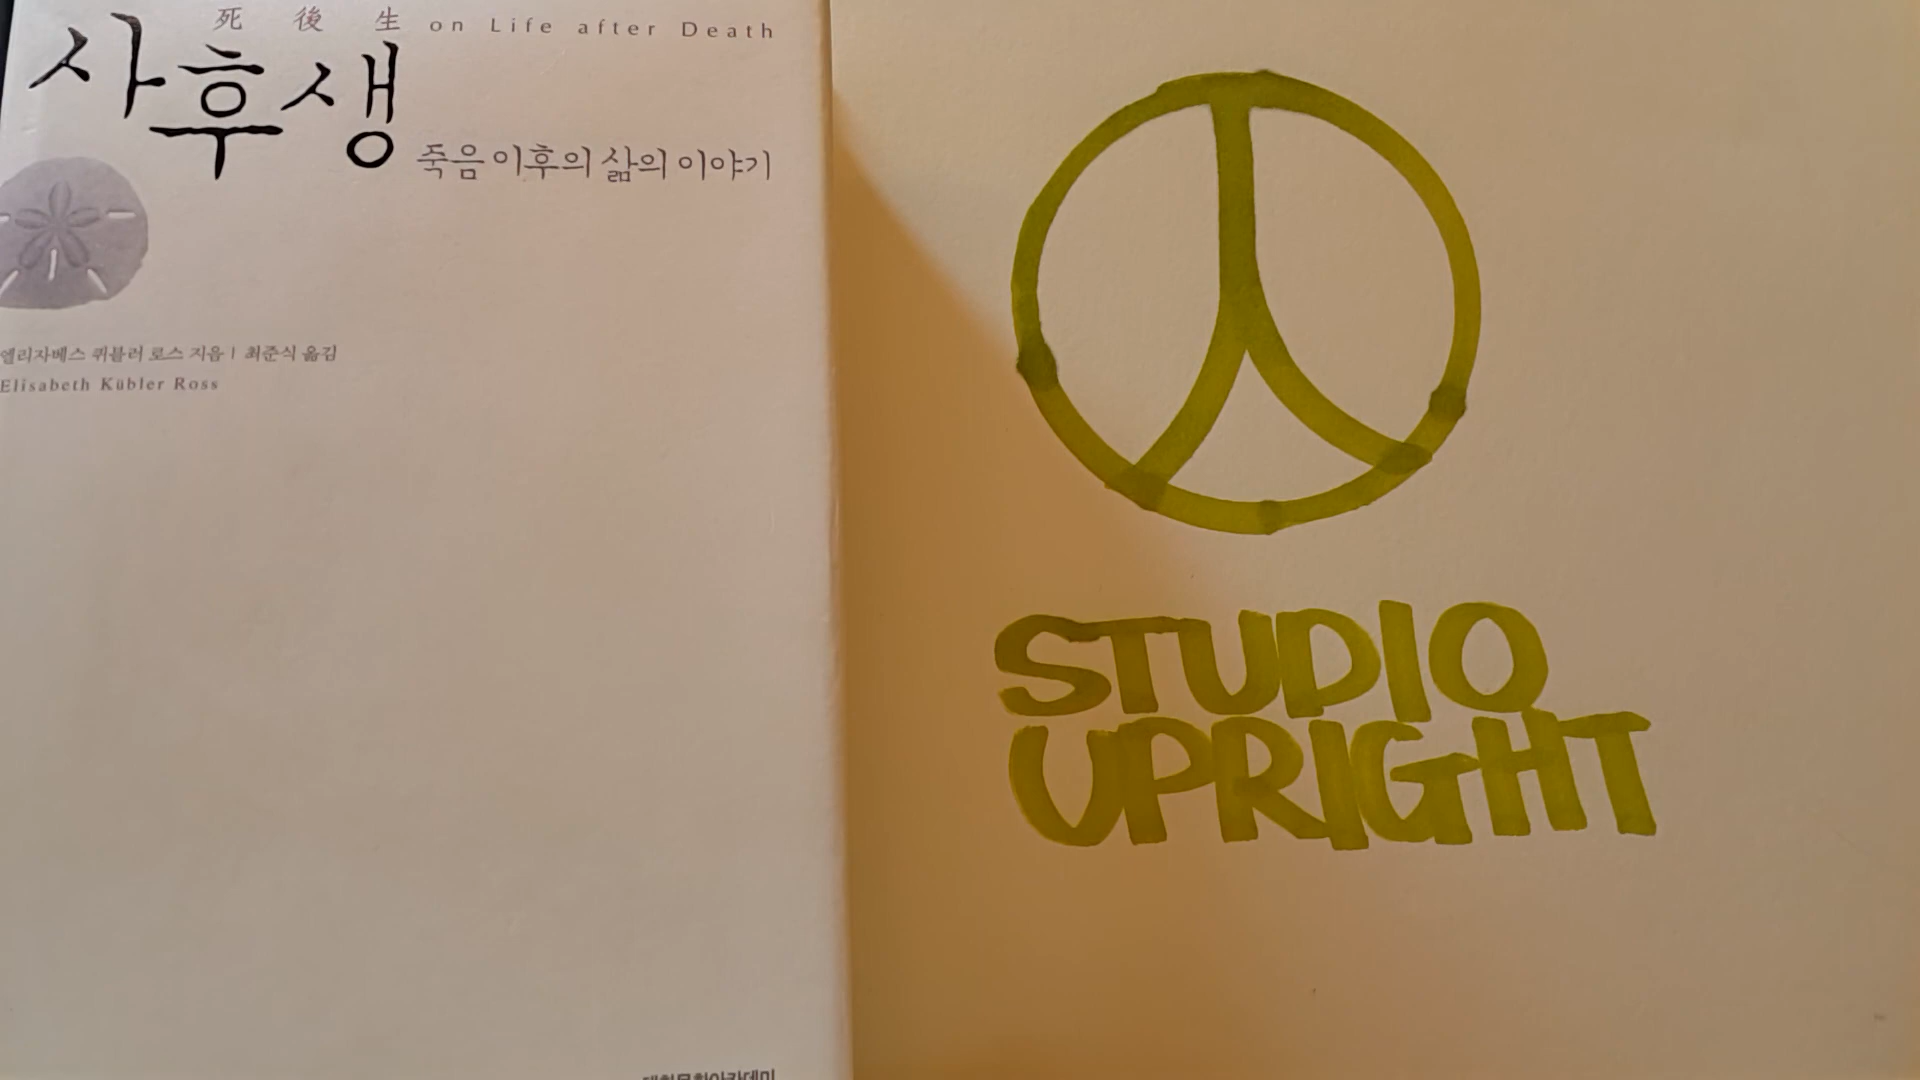 死後生 on Life after Death
사후생
죽음 이후의 삶의 이야기
엘리자베스 퀴블러 로스 지음 | 최준식 옮김
Elisabeth Kübler Ross
STUDIO
UPRIGHT